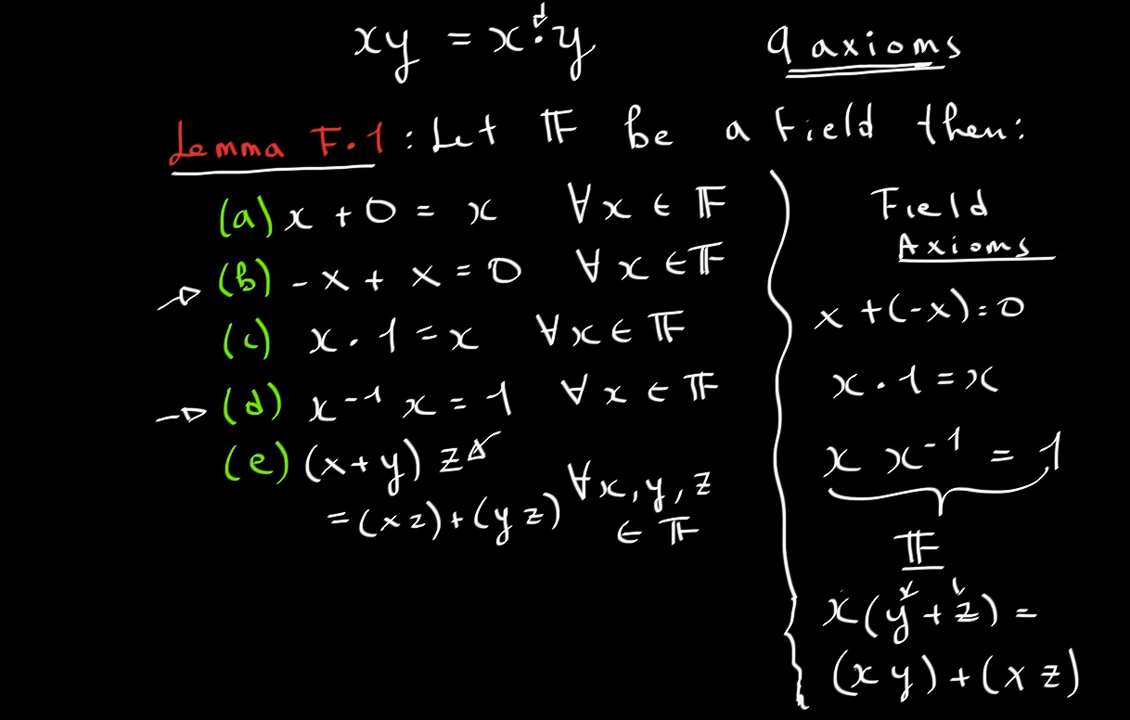 xy = x·y
9 axioms
Lemma F.1 : Let 𝔽 be a field then:
(a) x + 0 = x ∀x ∈ 𝔽
(b) -x + x = 0 ∀x ∈ 𝔽
(c) x · 1 = x ∀x ∈ 𝔽
(d) x⁻¹ x = 1 ∀x ∈ 𝔽
(e) (x+y) z
= (xz) + (yz) ∀x, y, z
∈ 𝔽
Field
Axioms
x + (-x) = 0
x · 1 = x
x x⁻¹ = 1
𝔽
x(y + z) =
(xy) + (xz)